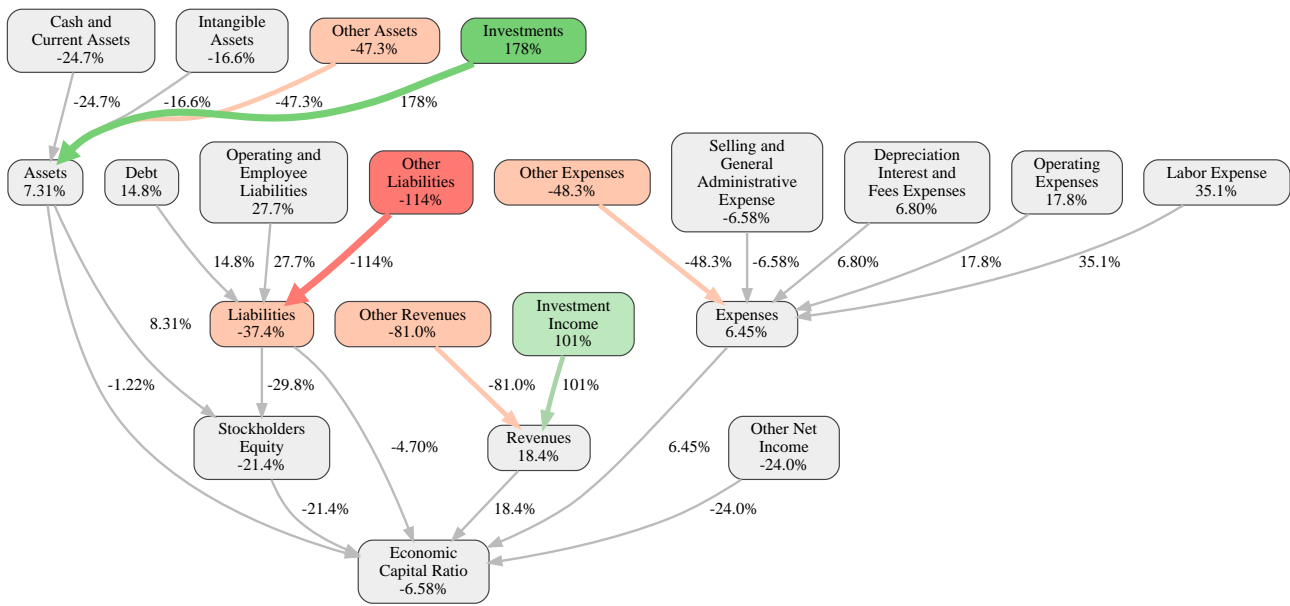 Cash and
Current Assets
-24.7%
Intangible
Assets
-16.6%
Other Assets
-47.3%
Investments
178%
-24.7%
-16.6%
-47.3%
178%
Assets
7.31%
Debt
14.8%
Operating and
Employee
Liabilities
27.7%
Other
Liabilities
-114%
Other Expenses
-48.3%
Selling and
General
Administrative
Expense
-6.58%
Depreciation
Interest and
Fees Expenses
6.80%
Operating
Expenses
17.8%
Labor Expense
35.1%
14.8%
27.7%
-114%
-48.3%
-6.58%
6.80%
17.8%
35.1%
8.31%
Liabilities
-37.4%
Other Revenues
-81.0%
Investment
Income
101%
Expenses
6.45%
-1.22%
-29.8%
-81.0%
101%
Stockholders
Equity
-21.4%
-4.70%
Revenues
18.4%
6.45%
Other Net
Income
-24.0%
-21.4%
18.4%
-24.0%
Economic
Capital Ratio
-6.58%